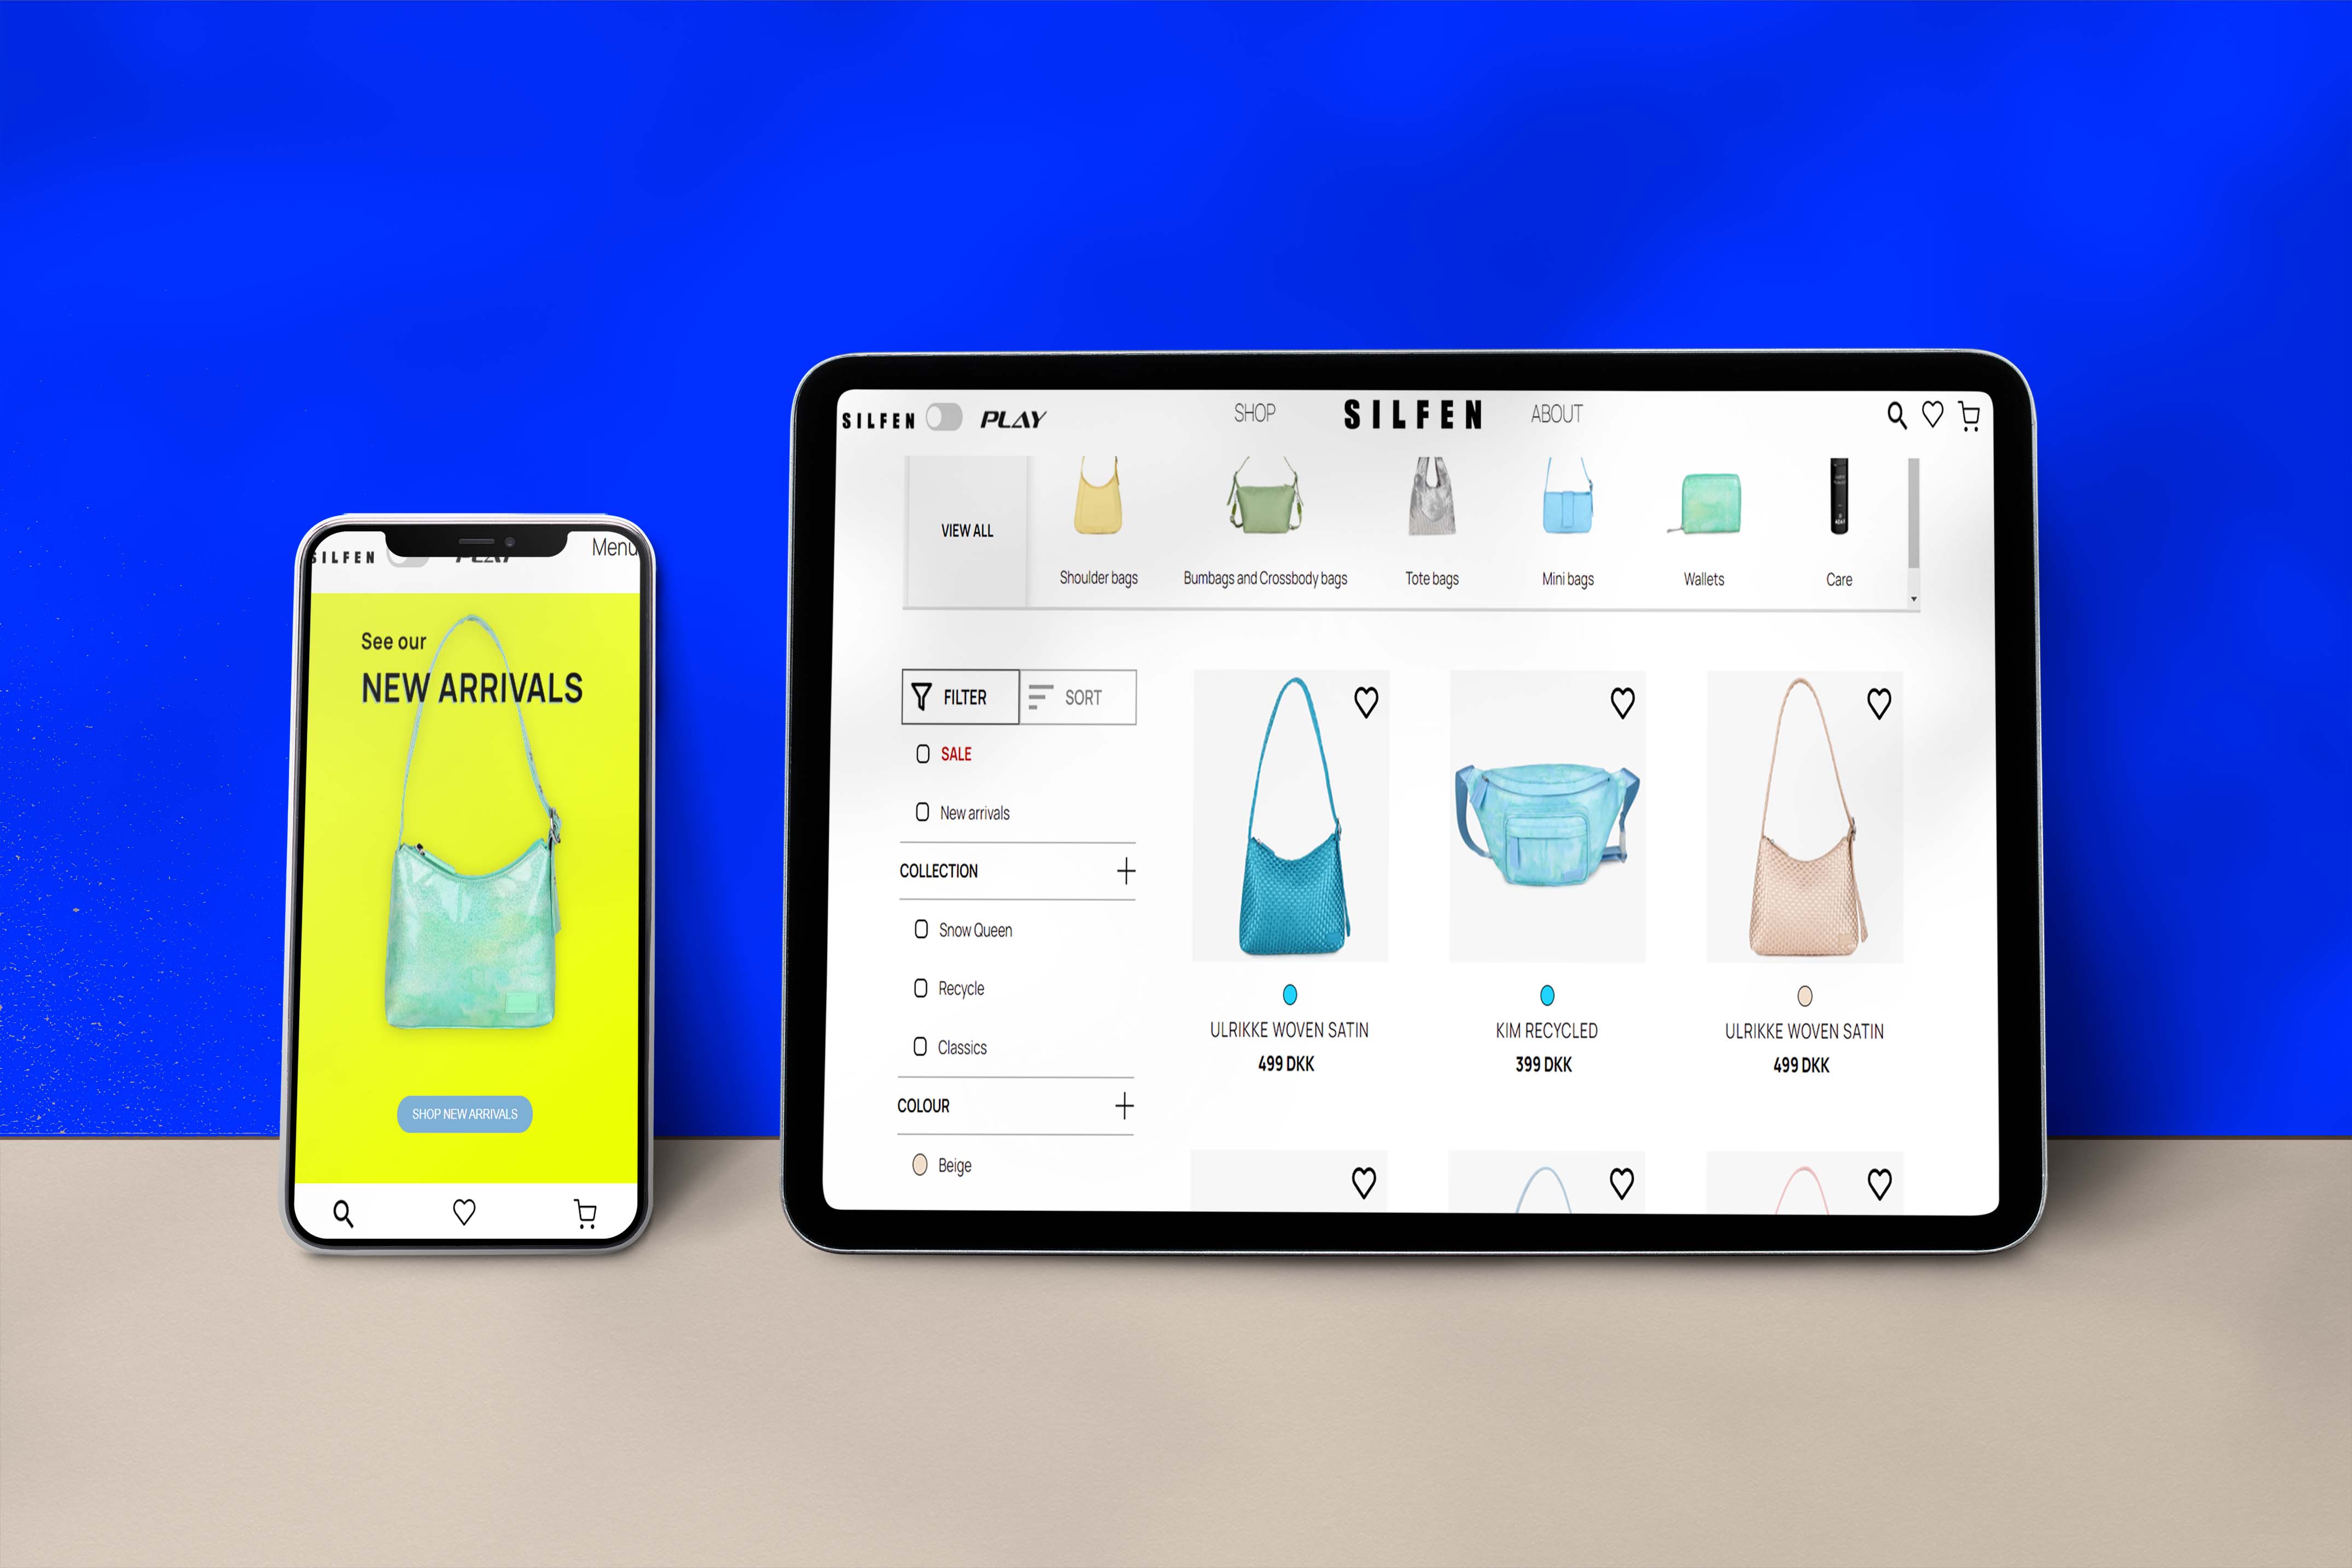 SILFEN PLAY Menu
See our
NEW ARRIVALS
SHOP NEW ARRIVALS
SILFEN PLAY SHOP SILFEN ABOUT
VIEW ALL
Shoulder bags Bumbags and Crossbody bags Tote bags Mini bags Wallets Care
FILTER SORT
SALE
New arrivals
COLLECTION
Snow Queen
Recycle
Classics
COLOUR
Beige
ULRIKKE WOVEN SATIN
499 DKK
KIM RECYCLED
399 DKK
ULRIKKE WOVEN SATIN
499 DKK